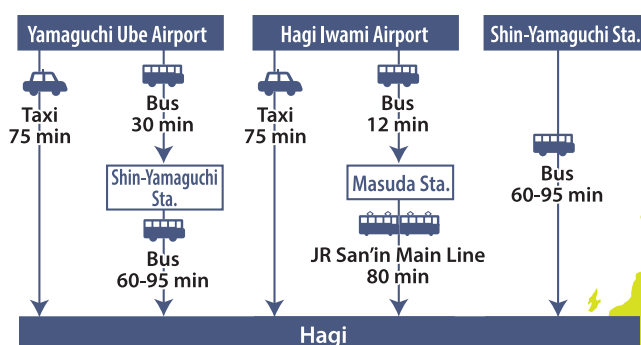 Yamaguchi Ube Airport
Hagi Iwami Airport
Shin-Yamaguchi Sta.
Taxi
75 min
Bus
30 min
Taxi
75 min
Bus
12 min
Shin-Yamaguchi
Sta.
Masuda Sta.
Bus
60-95 min
Bus
60-95 min
JR San'in Main Line
80 min
Hagi